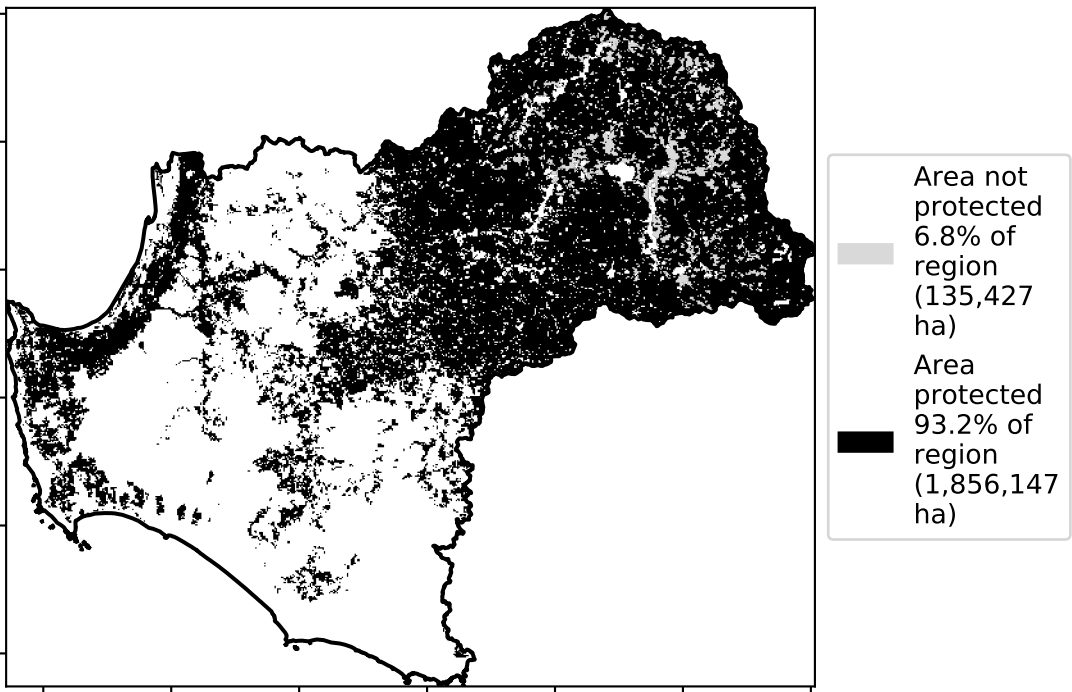 Area not
protected
6.8% of
region
(135,427
ha)
Area
protected
93.2% of
region
(1,856,147
ha)